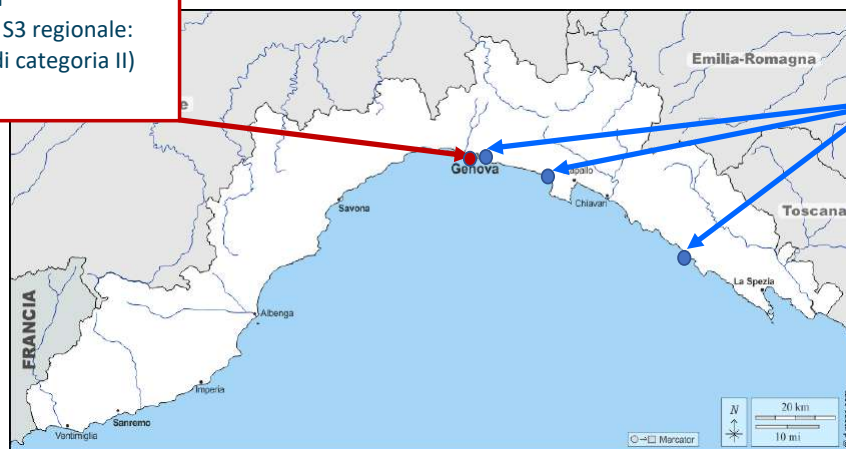 S3 regionale:
di categoria II)
Emilia-Romagna
Genova
Savona
Chiavari
Toscana
La Spezia
FRANCIA
Albenga
Imperia
Sanremo
Ventimiglia
N
20 km
10 mi
Mercator